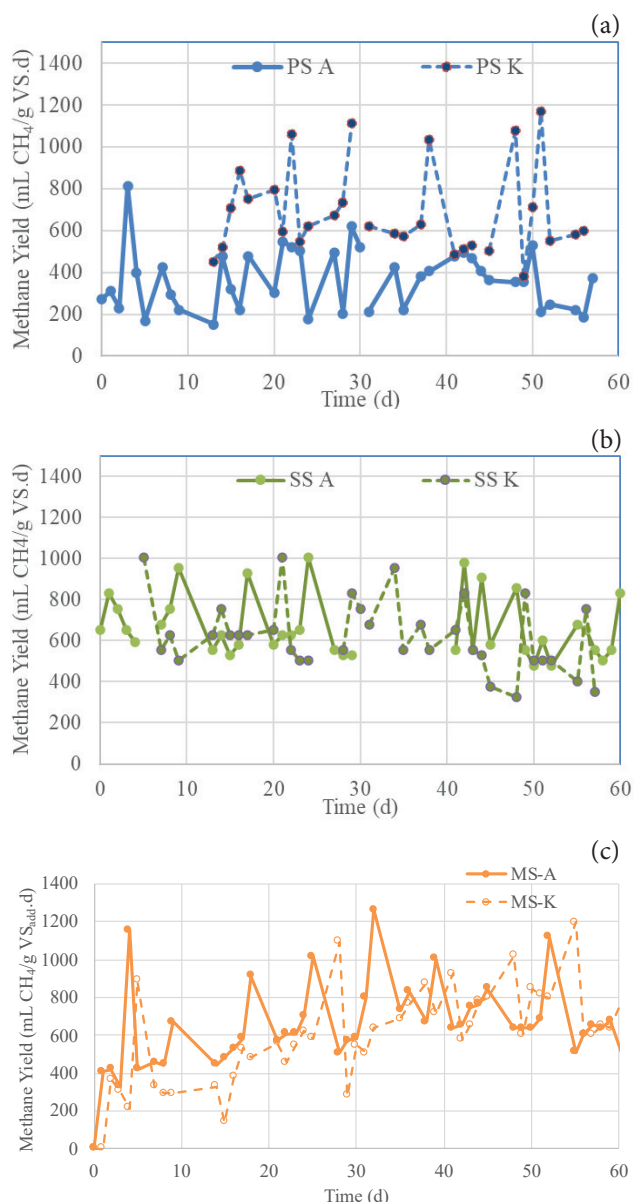 (a)
PS A PS K
1400
1200
1000
800
600
400
200
0
0 10 20 30 40 50 60
Methane Yield (mL CH₄/g VS.d)
Time (d)
(b)
SS A SS K
1400
1200
1000
800
600
400
200
0
0 10 20 30 40 50 60
Methane Yield (mL CH4/g VS.d)
Time (d)
(c)
MS-A
MS-K
1400
1200
1000
800
600
400
200
0
0 10 20 30 40 50 60
Methane Yield (mL CH₄/g VSadd.d)
Time (d)